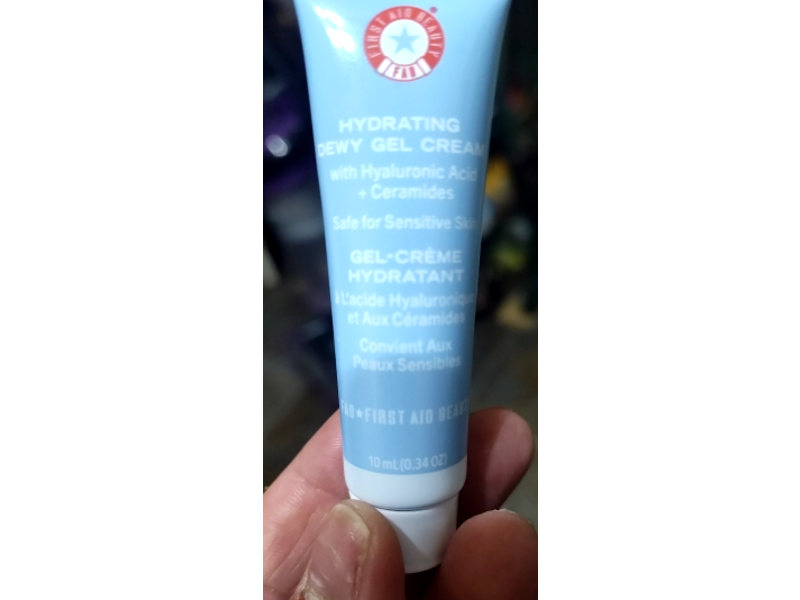 FIRST AID BEAUTY
FAB
HYDRATING
DEWY GEL CREAM
with Hyaluronic Acid
+ Ceramides
Safe for Sensitive Skin
GEL-CRÈME
HYDRATANT
à L'acide Hyaluronique
et Aux Céramides
Convient Aux
Peaux Sensibles
FAB★FIRST AID BEAUTY
10 mL (0.34 OZ)